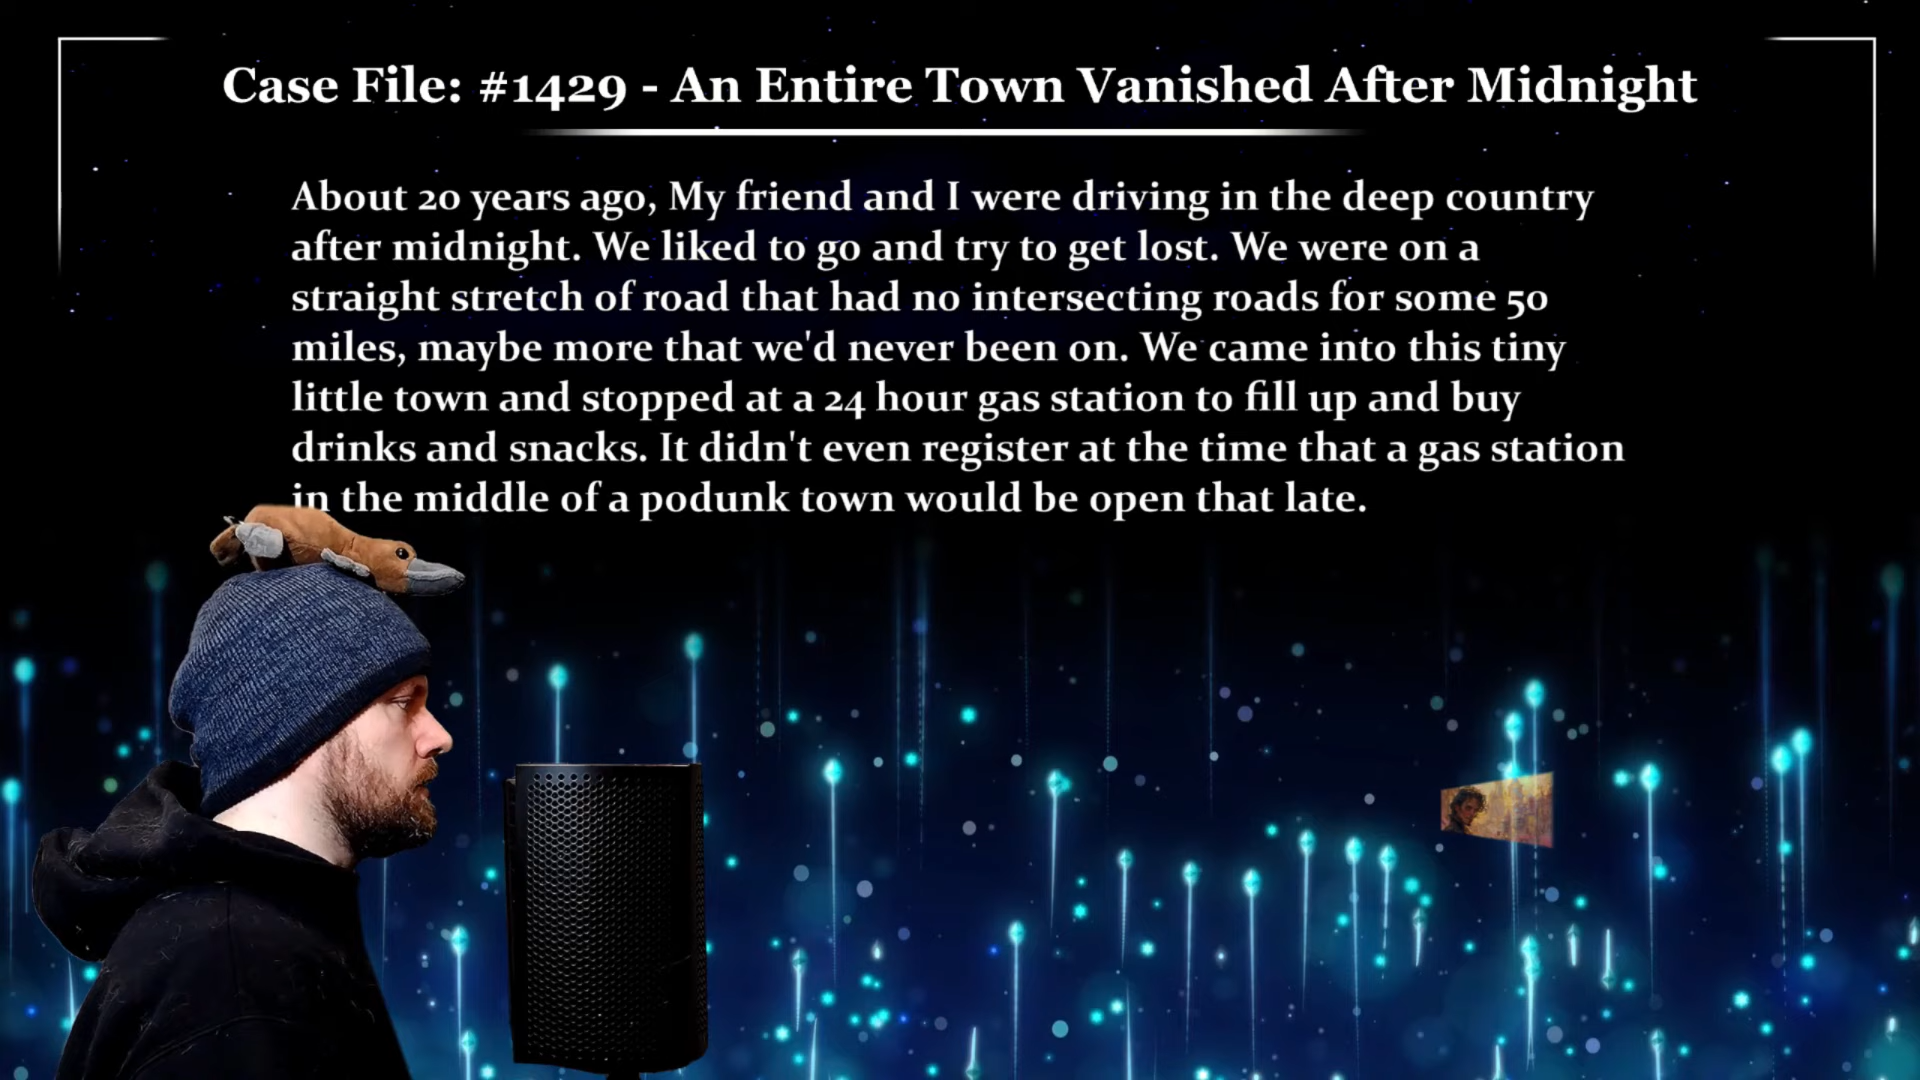 Case File: #1429 - An Entire Town Vanished After Midnight
About 20 years ago, My friend and I were driving in the deep country
after midnight. We liked to go and try to get lost. We were on a
straight stretch of road that had no intersecting roads for some 50
miles, maybe more that we'd never been on. We came into this tiny
little town and stopped at a 24 hour gas station to fill up and buy
drinks and snacks. It didn't even register at the time that a gas station
in the middle of a podunk town would be open that late.